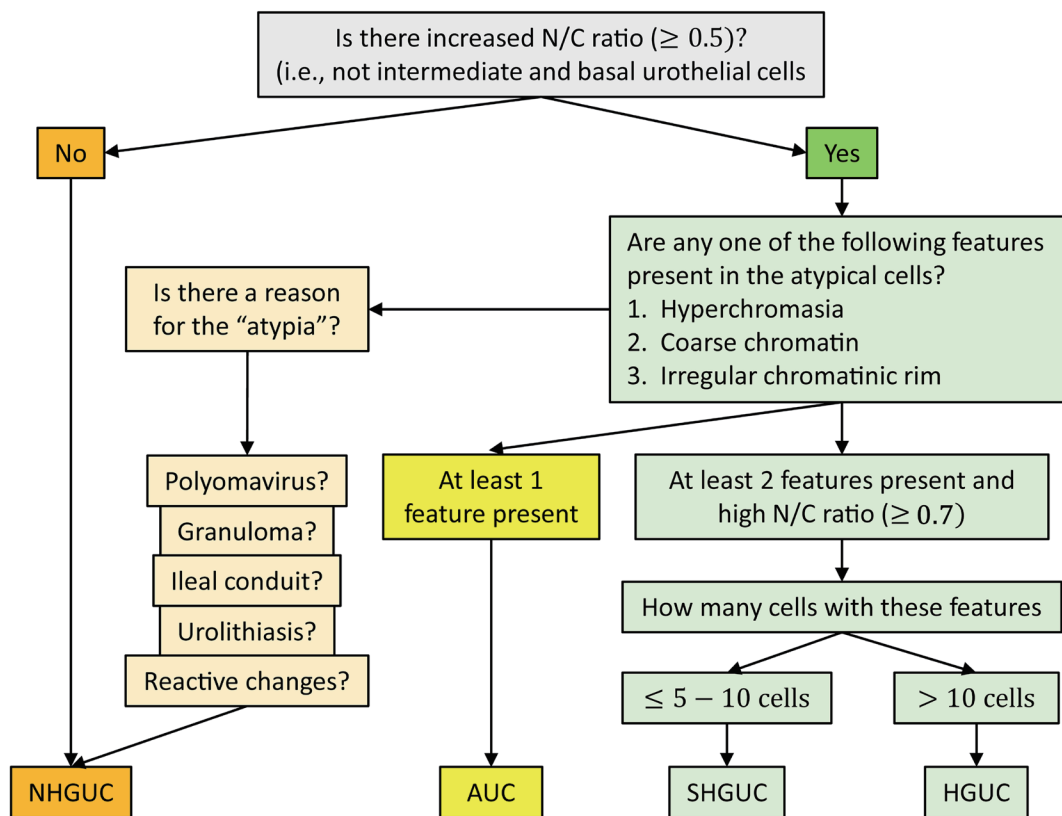 Is there increased N/C ratio (≥ 0.5)?
(i.e., not intermediate and basal urothelial cells
No
Yes
Are any one of the following features
present in the atypical cells?
1. Hyperchromasia
2. Coarse chromatin
3. Irregular chromatinic rim
Is there a reason
for the “atypia”?
Polyomavirus?
Granuloma?
Ileal conduit?
Urolithiasis?
Reactive changes?
At least 1
feature present
At least 2 features present and
high N/C ratio (≥ 0.7)
How many cells with these features
≤ 5 − 10 cells
> 10 cells
NHGUC
AUC
SHGUC
HGUC